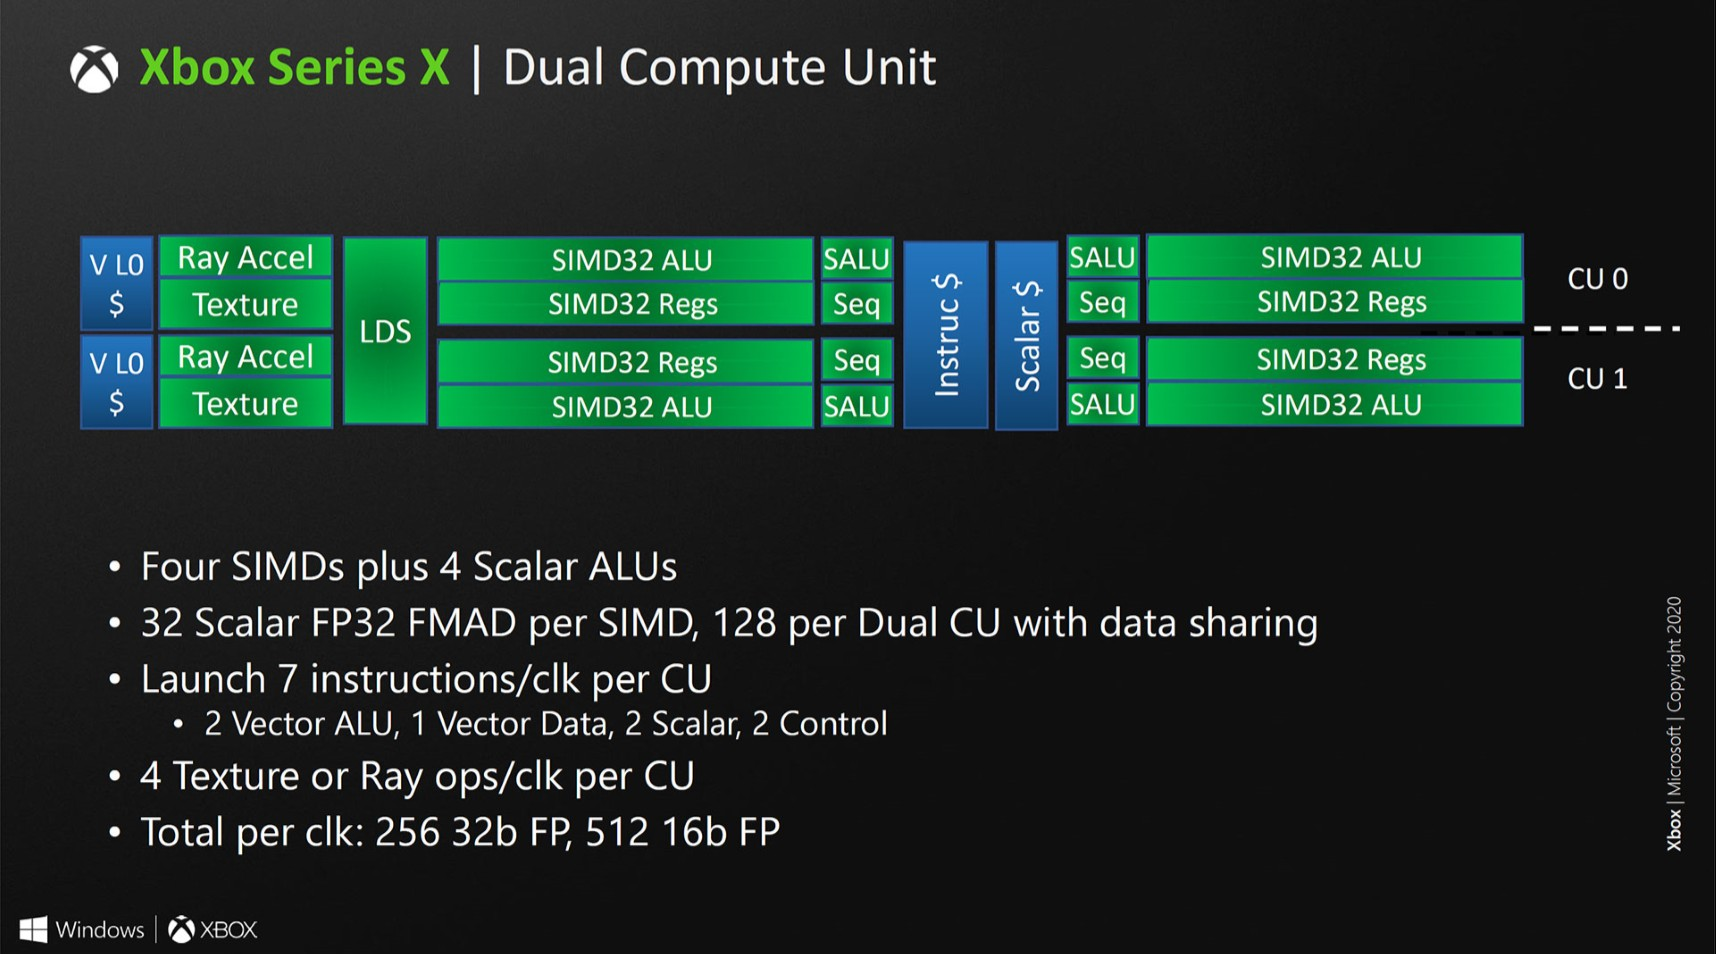 Xbox Series X | Dual Compute Unit
V L0 $
Ray Accel
Texture
V L0 $
Ray Accel
Texture
LDS
SIMD32 ALU
SIMD32 Regs
SIMD32 Regs
SIMD32 ALU
SALU
Seq
Seq
SALU
Instruc $
Scalar $
SALU
Seq
Seq
SALU
SIMD32 ALU
SIMD32 Regs
SIMD32 Regs
SIMD32 ALU
CU 0
CU 1
• Four SIMDs plus 4 Scalar ALUs
• 32 Scalar FP32 FMAD per SIMD, 128 per Dual CU with data sharing
• Launch 7 instructions/clk per CU
• 2 Vector ALU, 1 Vector Data, 2 Scalar, 2 Control
• 4 Texture or Ray ops/clk per CU
• Total per clk: 256 32b FP, 512 16b FP
Xbox | Microsoft | Copyright 2020
Windows | XBOX